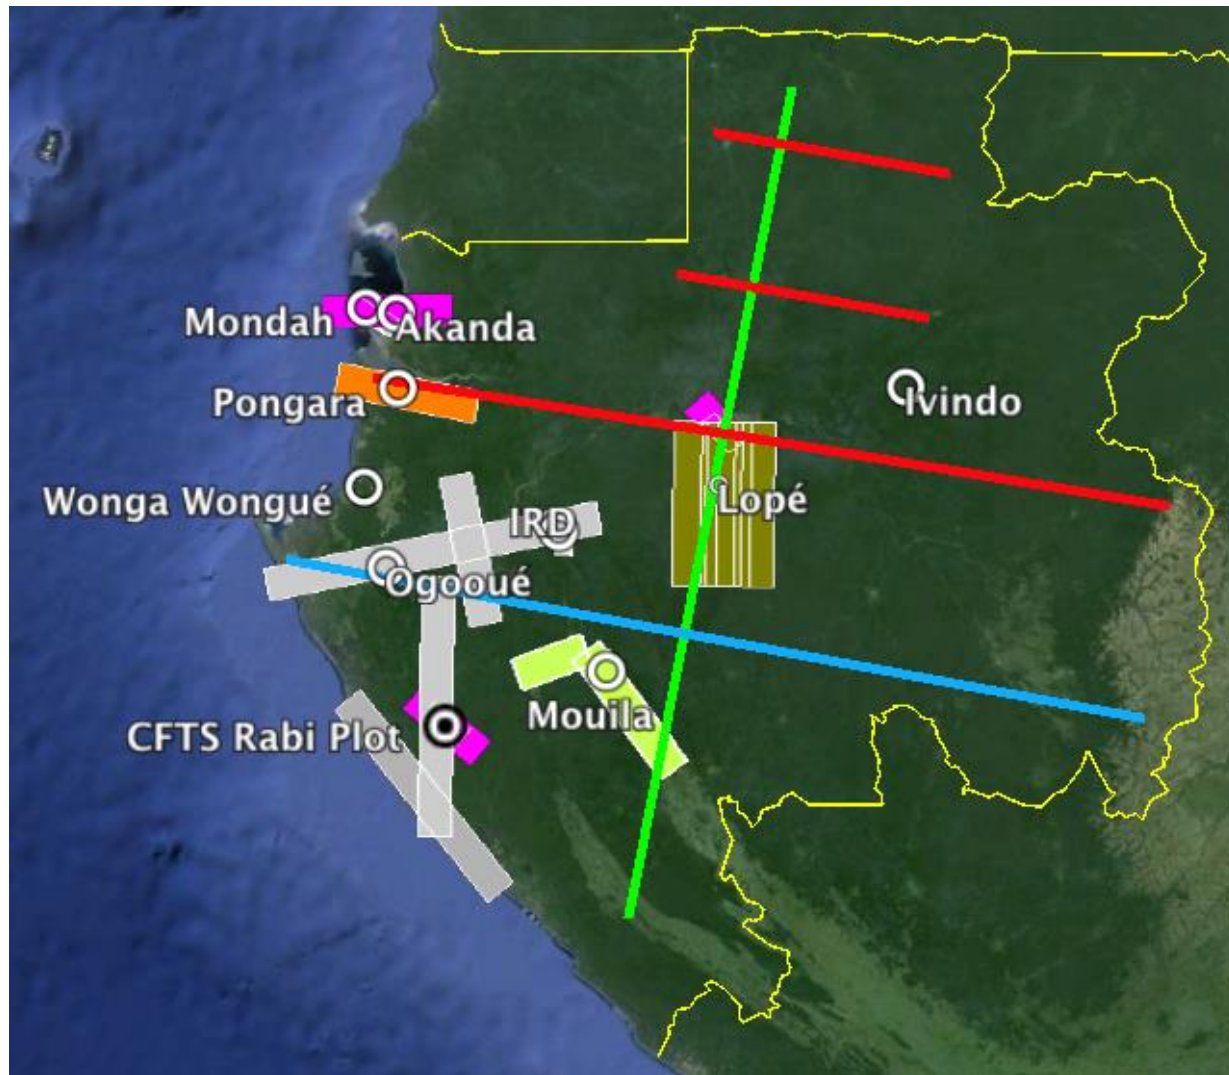 Mondah
Akanda
Pongara
Ivindo
Wonga Wongué
Lopé
IRD
Ogooué
Mouila
CFTS Rabi Plot